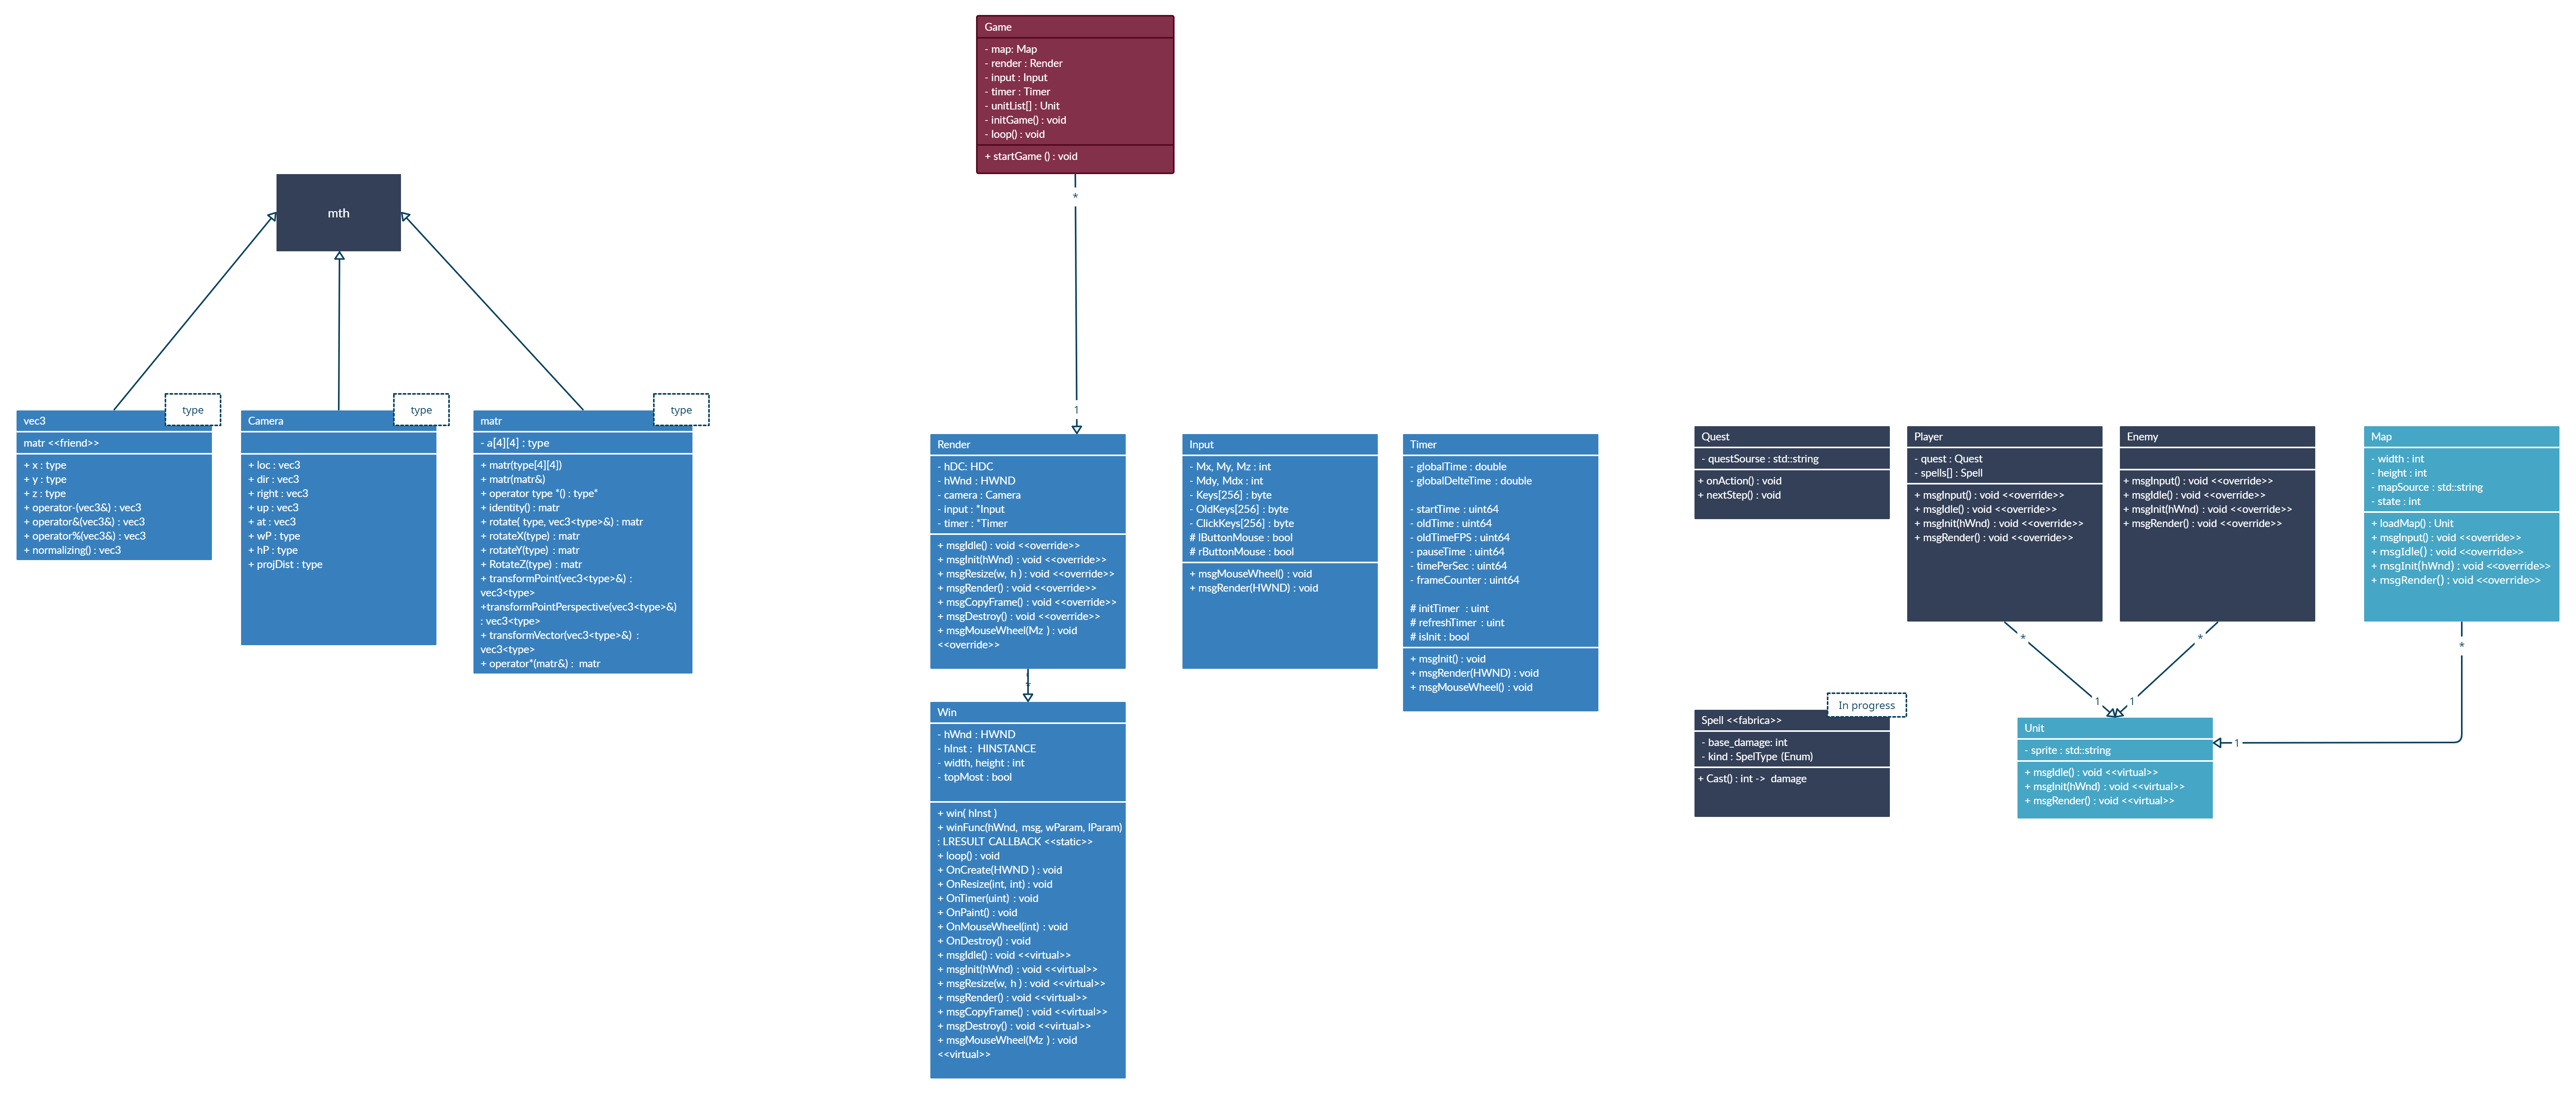 Game
- map: Map
- render : Render
- input : Input
- timer : Timer
- unitList[] : Unit
- initGame() : void
- loop() : void
+ startGame () : void
*
1
mth
type
vec3
matr <<friend>>
+ x : type
+ y : type
+ z : type
+ operator-(vec3&) : vec3
+ operator&(vec3&) : vec3
+ operator%(vec3&) : vec3
+ normalizing() : vec3
type
Camera
+ loc : vec3
+ dir : vec3
+ right : vec3
+ up : vec3
+ at : vec3
+ wP : type
+ hP : type
+ projDist : type
type
matr
- a[4][4] : type
+ matr(type[4][4])
+ matr(matr&)
+ operator type *() : type*
+ identity() : matr
+ rotate( type, vec3<type>&) : matr
+ rotateX(type) : matr
+ rotateY(type) : matr
+ RotateZ(type) : matr
+ transformPoint(vec3<type>&) :
vec3<type>
+transformPointPerspective(vec3<type>&)
: vec3<type>
+ transformVector(vec3<type>&) :
vec3<type>
+ operator*(matr&) : matr
Render
- hDC: HDC
- hWnd : HWND
- camera : Camera
- input : *Input
- timer : *Timer
+ msgIdle() : void <<override>>
+ msgInit(hWnd) : void <<override>>
+ msgResize(w, h ) : void <<override>>
+ msgRender() : void <<override>>
+ msgCopyFrame() : void <<override>>
+ msgDestroy() : void <<override>>
+ msgMouseWheel(Mz ) : void
<<override>>
Win
- hWnd : HWND
- hInst : HINSTANCE
- width, height : int
- topMost : bool
+ win( hInst )
+ winFunc(hWnd, msg, wParam, lParam)
: LRESULT CALLBACK <<static>>
+ loop() : void
+ OnCreate(HWND ) : void
+ OnResize(int, int) : void
+ OnTimer(uint) : void
+ OnPaint() : void
+ OnMouseWheel(int) : void
+ OnDestroy() : void
+ msgIdle() : void <<virtual>>
+ msgInit(hWnd) : void <<virtual>>
+ msgResize(w, h ) : void <<virtual>>
+ msgRender() : void <<virtual>>
+ msgCopyFrame() : void <<virtual>>
+ msgDestroy() : void <<virtual>>
+ msgMouseWheel(Mz ) : void
<<virtual>>
Input
- Mx, My, Mz : int
- Mdy, Mdx : int
- Keys[256] : byte
- OldKeys[256] : byte
- ClickKeys[256] : byte
# lButtonMouse : bool
# rButtonMouse : bool
+ msgMouseWheel() : void
+ msgRender(HWND) : void
Timer
- globalTime : double
- globalDelteTime : double
- startTime : uint64
- oldTime : uint64
- oldTimeFPS : uint64
- pauseTime : uint64
- timePerSec : uint64
- frameCounter : uint64
# initTimer : uint
# refreshTimer : uint
# isInit : bool
+ msgInit() : void
+ msgRender(HWND) : void
+ msgMouseWheel() : void
Quest
- questSourse : std::string
+ onAction() : void
+ nextStep() : void
Player
- quest : Quest
- spells[] : Spell
+ msgInput() : void <<override>>
+ msgIdle() : void <<override>>
+ msgInit(hWnd) : void <<override>>
+ msgRender() : void <<override>>
Enemy
+ msgInput() : void <<override>>
+ msgIdle() : void <<override>>
+ msgInit(hWnd) : void <<override>>
+ msgRender() : void <<override>>
Map
- width : int
- height : int
- mapSource : std::string
- state : int
+ loadMap() : Unit
+ msgInput() : void <<override>>
+ msgIdle() : void <<override>>
+ msgInit(hWnd) : void <<override>>
+ msgRender() : void <<override>>
*
*
*
1
1
1
In progress
Spell <<fabrica>>
- base_damage: int
- kind : SpelType (Enum)
+ Cast() : int -> damage
Unit
- sprite : std::string
+ msgIdle() : void <<virtual>>
+ msgInit(hWnd) : void <<virtual>>
+ msgRender() : void <<virtual>>